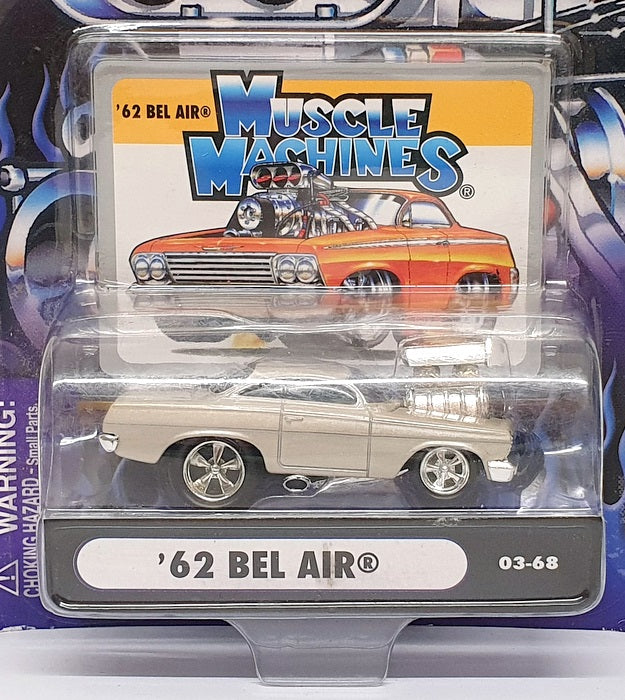 '62 BEL AIR®
MUSCLE
MACHINES®
WARNING:
CHOKING HAZARD - Small Parts.
'62 BEL AIR®
03-68